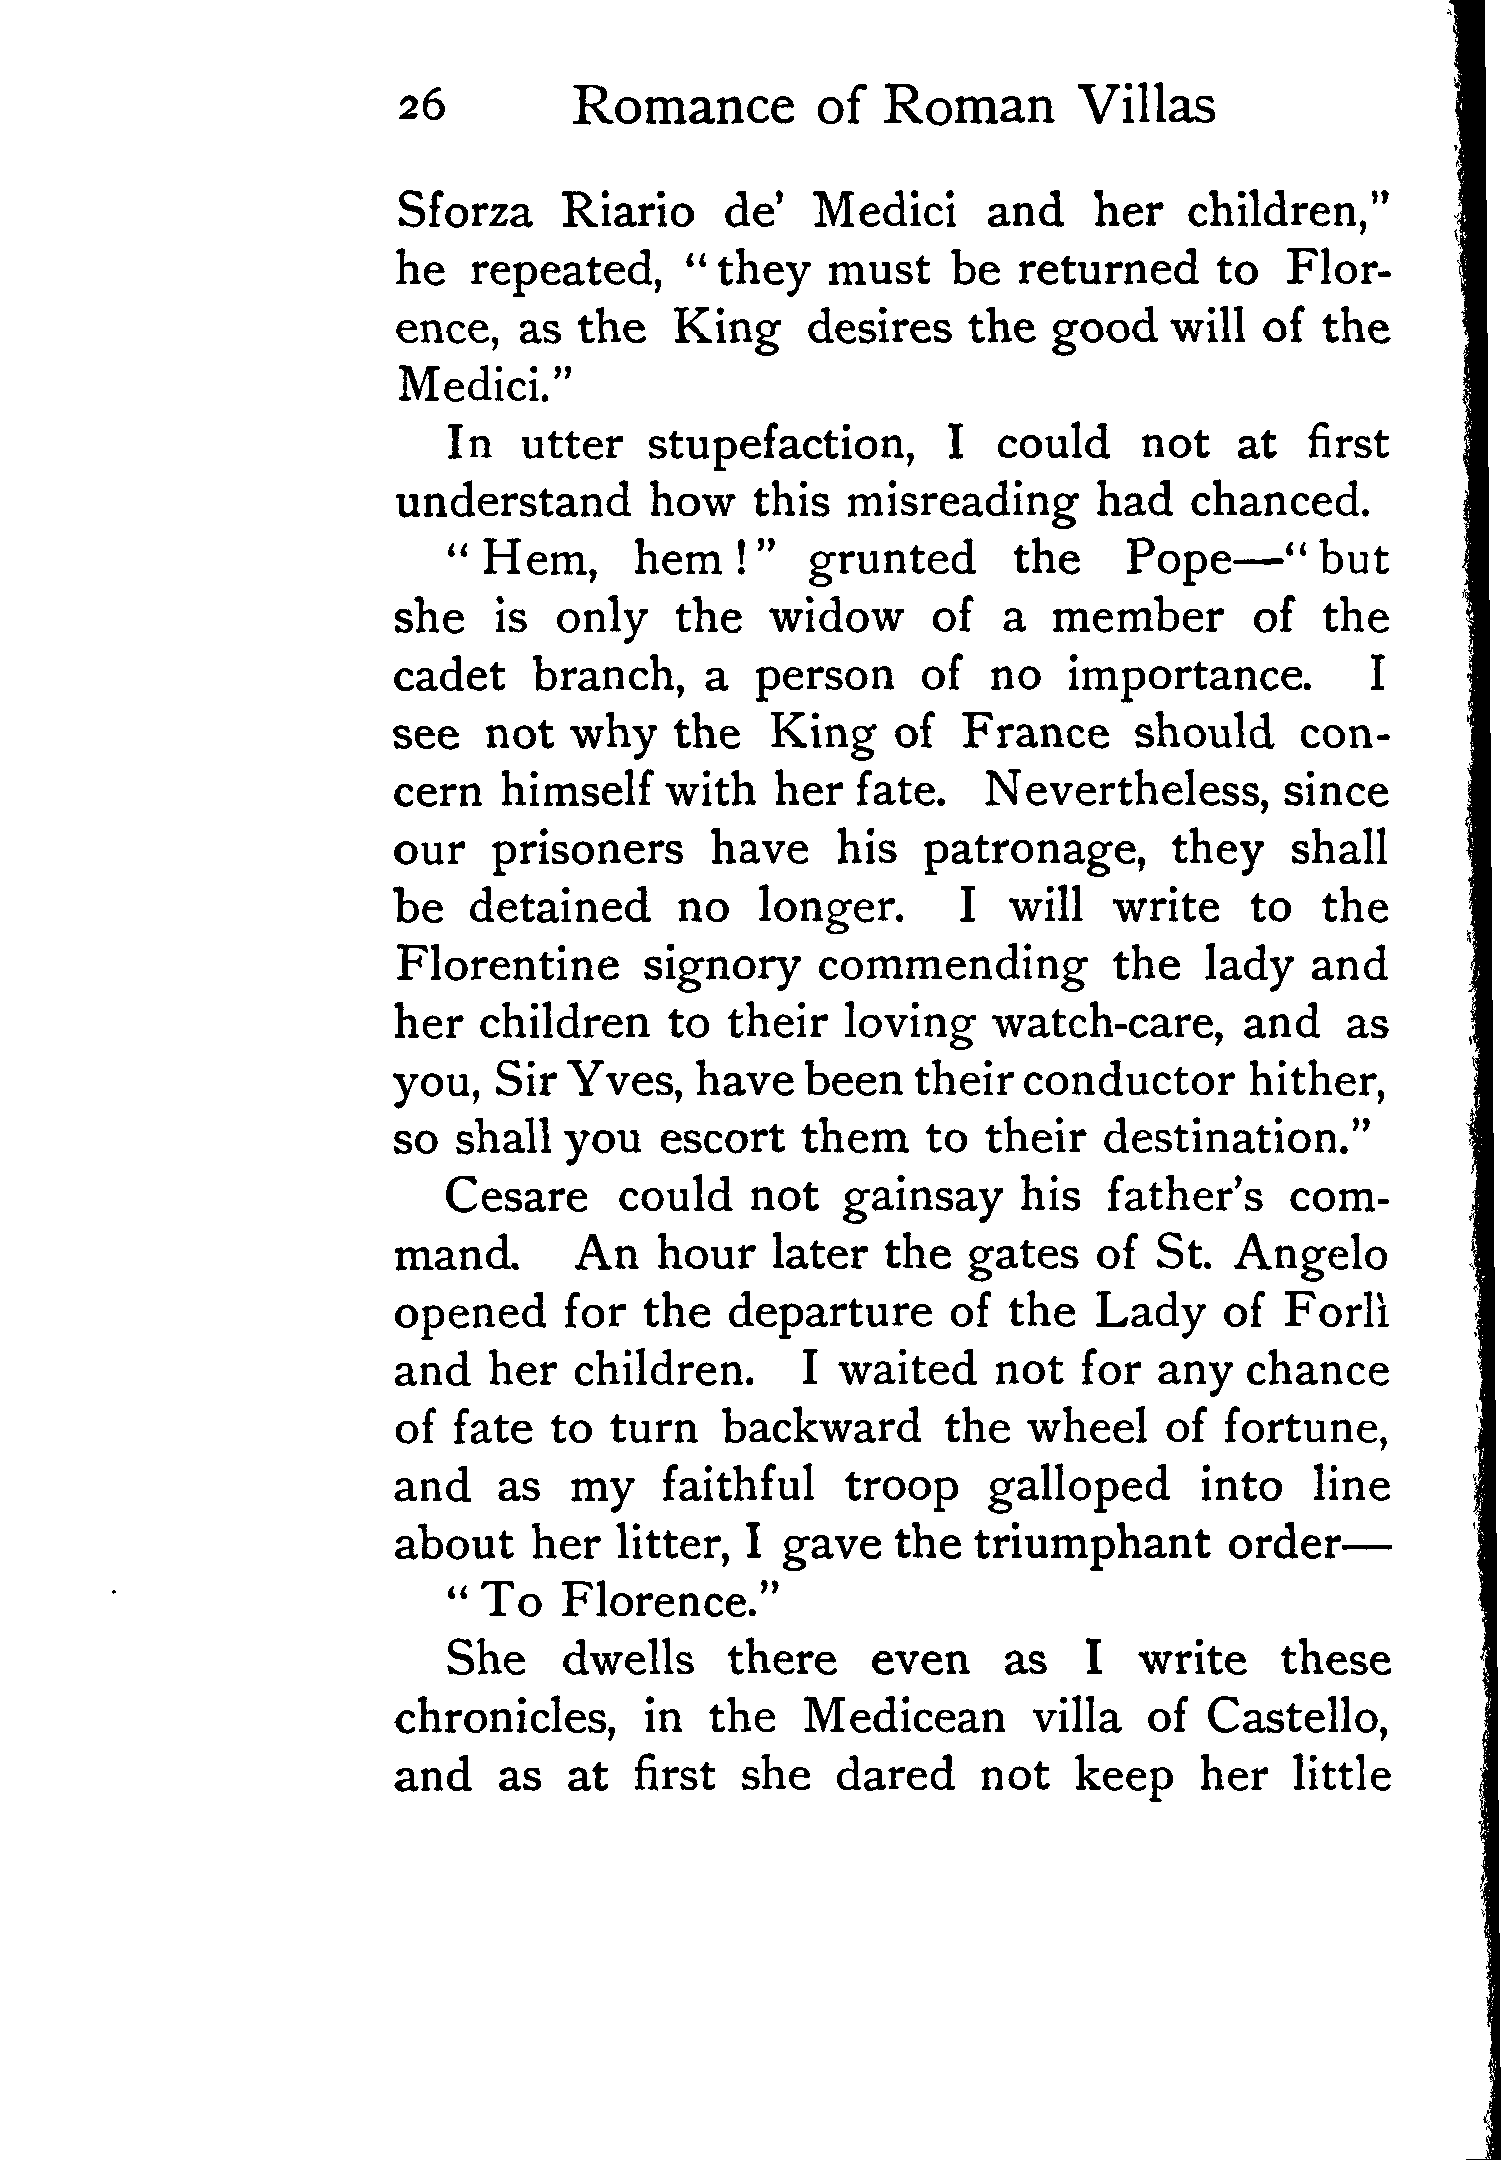 26 Romance of Roman Villas
Sforza Riario de' Medici and her children,"
he repeated, "they must be returned to Flor-
ence, as the King desires the good will of the
Medici."
In utter stupefaction, I could not at first
understand how this misreading had chanced.
"Hem, hem!" grunted the Pope—"but
she is only the widow of a member of the
cadet branch, a person of no importance. I
see not why the King of France should con-
cern himself with her fate. Nevertheless, since
our prisoners have his patronage, they shall
be detained no longer. I will write to the
Florentine signory commending the lady and
her children to their loving watch-care, and as
you, Sir Yves, have been their conductor hither,
so shall you escort them to their destination."
Cesare could not gainsay his father's com-
mand. An hour later the gates of St. Angelo
opened for the departure of the Lady of Forlì
and her children. I waited not for any chance
of fate to turn backward the wheel of fortune,
and as my faithful troop galloped into line
about her litter, I gave the triumphant order—
"To Florence."
She dwells there even as I write these
chronicles, in the Medicean villa of Castello,
and as at first she dared not keep her little